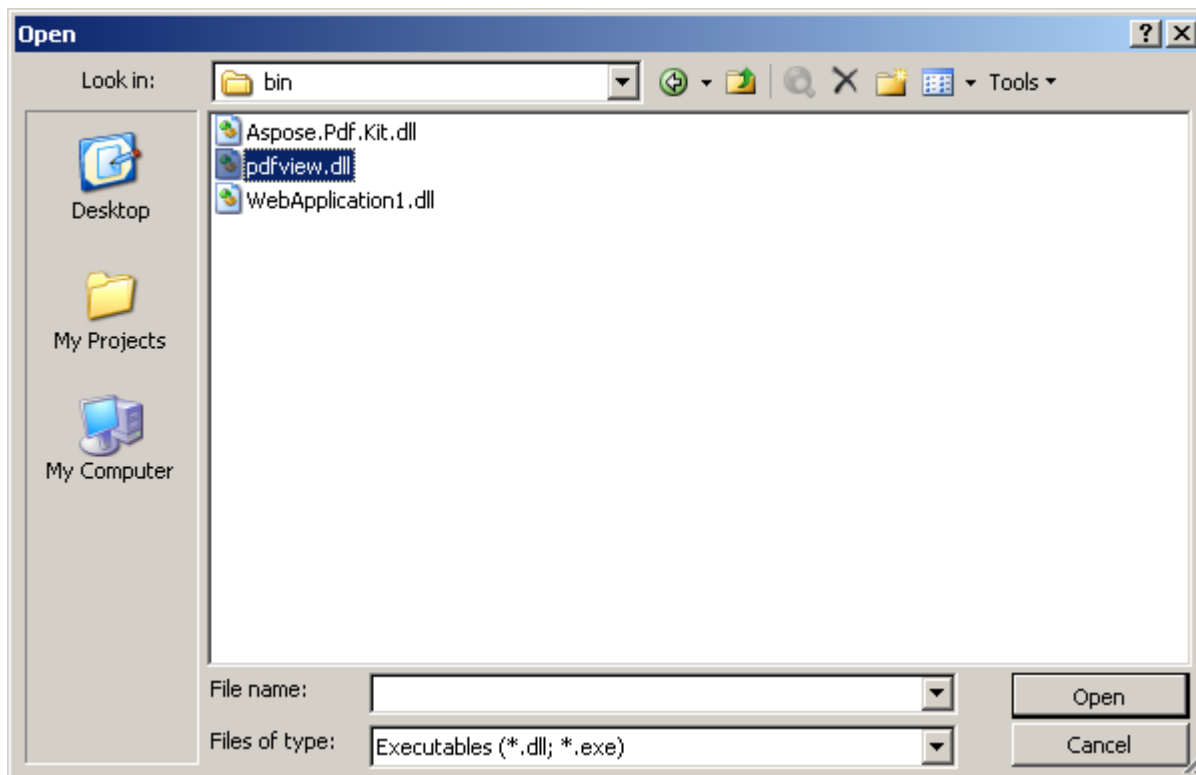 Open
Look in:
bin
Tools
Aspose.Pdf.Kit.dll
pdfview.dll
WebApplication1.dll
Desktop
My Projects
My Computer
File name:
Open
Files of type:
Executables (*.dll; *.exe)
Cancel